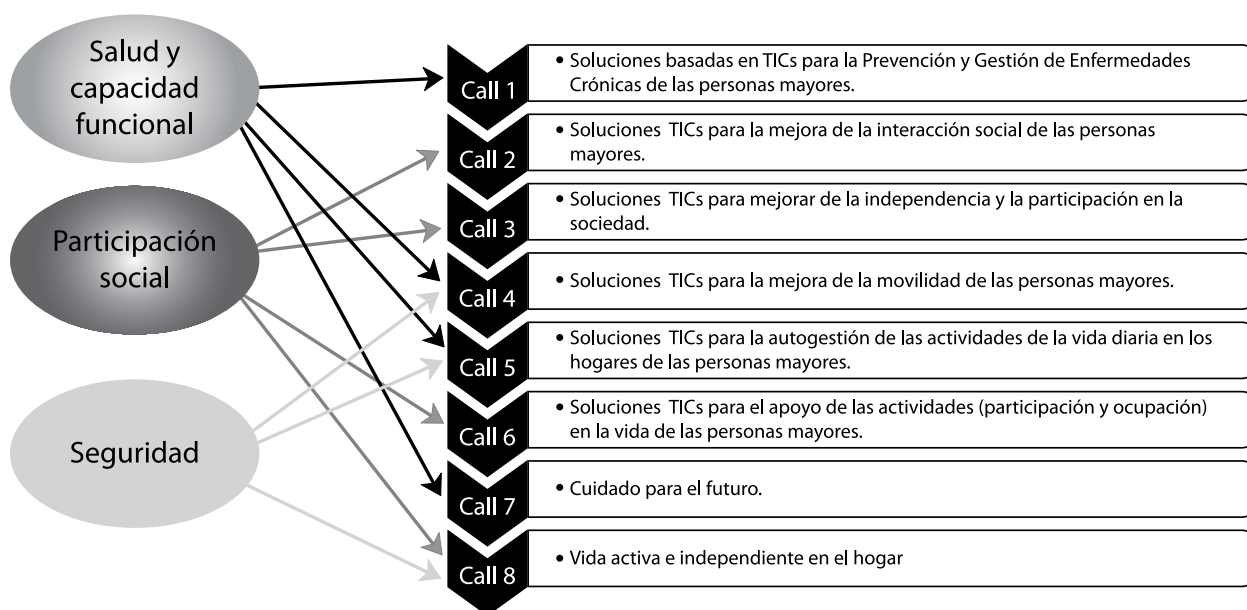 Salud y
capacidad
funcional
Participación
social
Seguridad
Call 1
• Soluciones basadas en TICs para la Prevención y Gestión de Enfermedades
Crónicas de las personas mayores.
Call 2
• Soluciones TICs para la mejora de la interacción social de las personas
mayores.
Call 3
• Soluciones TICs para mejorar de la independencia y la participación en la
sociedad.
Call 4
• Soluciones TICs para la mejora de la movilidad de las personas mayores.
Call 5
• Soluciones TICs para la autogestión de las actividades de la vida diaria en los
hogares de las personas mayores.
Call 6
• Soluciones TICs para el apoyo de las actividades (participación y ocupación)
en la vida de las personas mayores.
Call 7
• Cuidado para el futuro.
Call 8
• Vida activa e independiente en el hogar